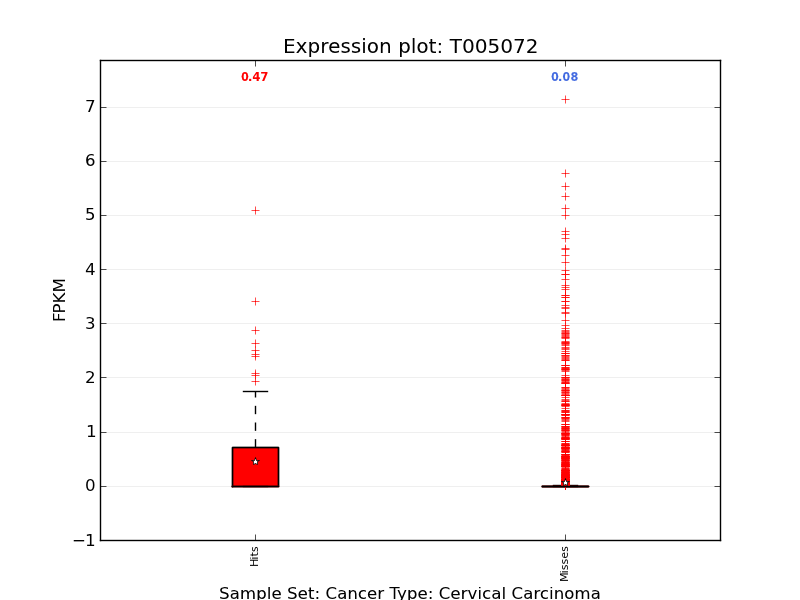 Expression plot: T005072
0.47
0.08
7
6
5
4
3
2
1
0
−1
FPKM
Hits
Misses
Sample Set: Cancer Type: Cervical Carcinoma